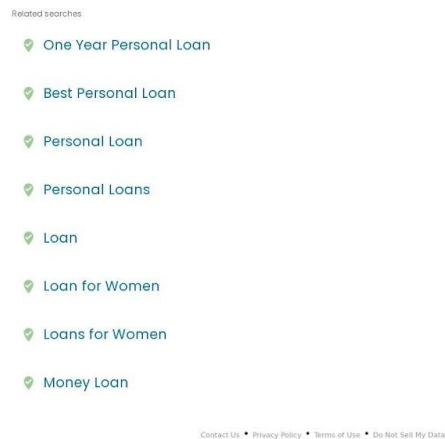 Related searches
One Year Personal Loan
Best Personal Loan
Personal Loan
Personal Loans
Loan
Loan for Women
Loans for Women
Money Loan
Contact Us • Privacy Policy • Terms of Use • Do Not Sell My Data